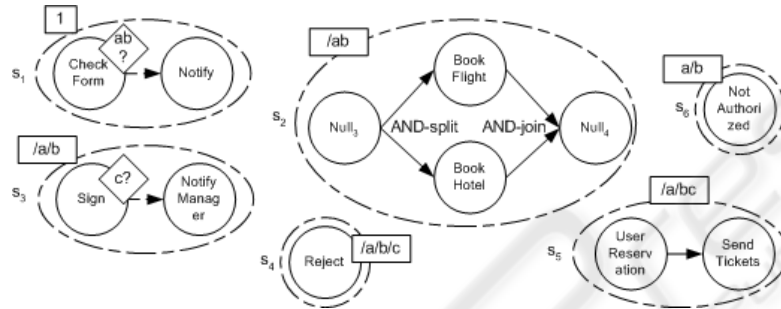 1
ab
?
s1
Check
Form
Notify
/a/b
s3
c?
Sign
Notify
Manag
er
/ab
s2
Null3
AND-split
Book
Flight
AND-join
Null4
Book
Hotel
s4
Reject
/a/b/c
a/b
s6
Not
Authori
zed
/a/bc
s5
User
Reserv
ation
Send
Tickets